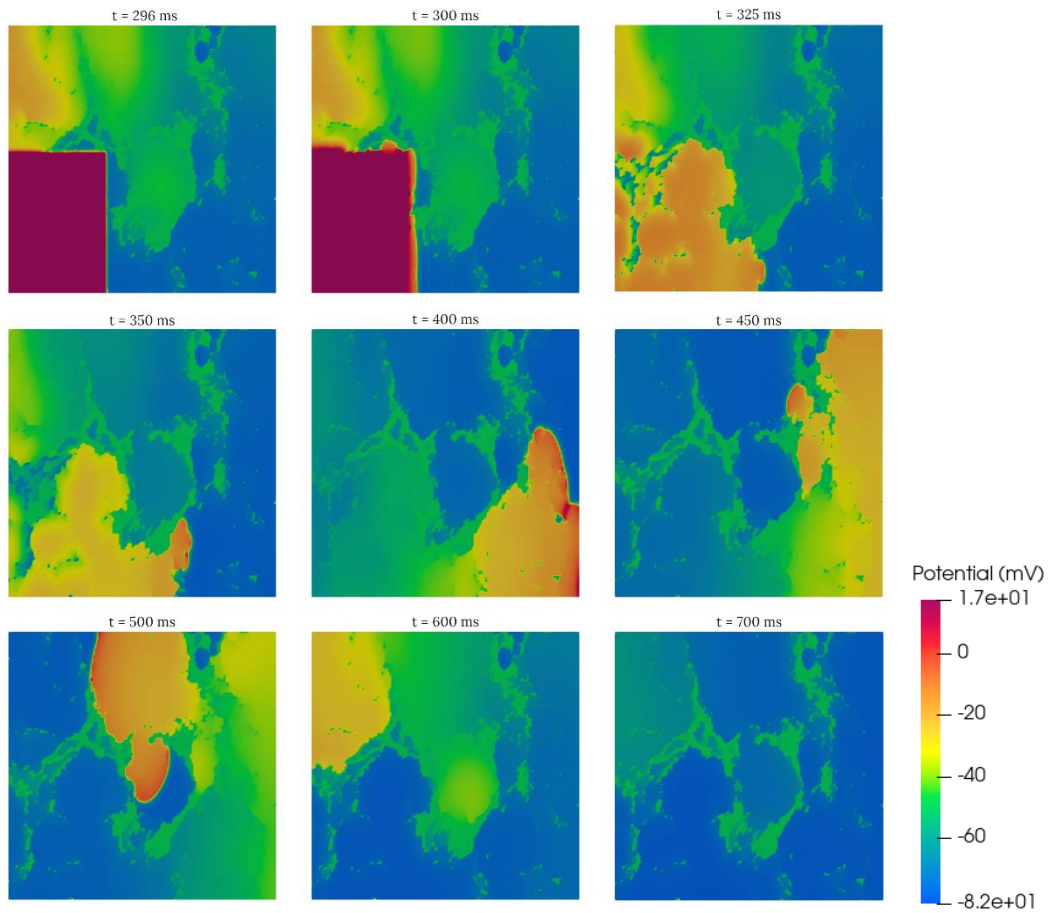 t = 296 ms
t = 300 ms
t = 325 ms
t = 350 ms
t = 400 ms
t = 450 ms
t = 500 ms
t = 600 ms
t = 700 ms
Potential (mV)
1.7e+01
0
-20
-40
-60
-8.2e+01